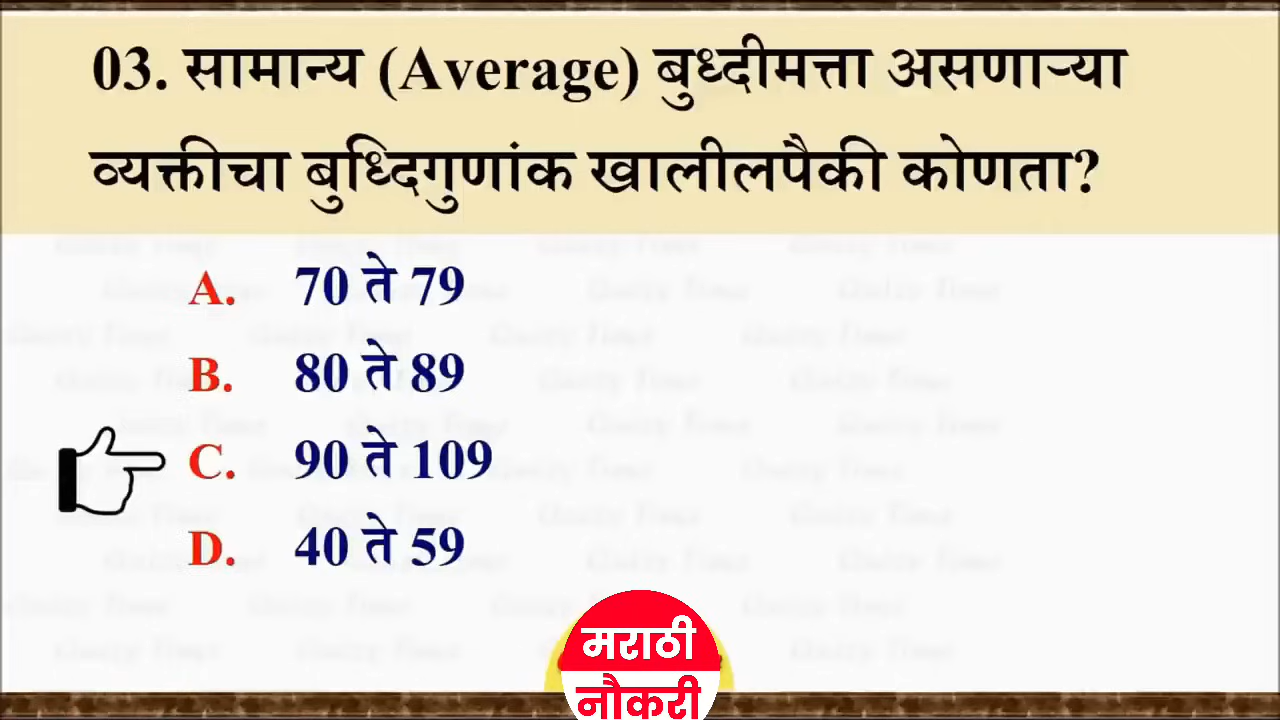 03. सामान्य (Average) बुध्दीमत्ता असणाऱ्या
व्यक्तीचा बुध्दिगुणांक खालीलपैकी कोणता?
A. 70 ते 79
B. 80 ते 89
C. 90 ते 109
D. 40 ते 59
मराठी
नौकरी